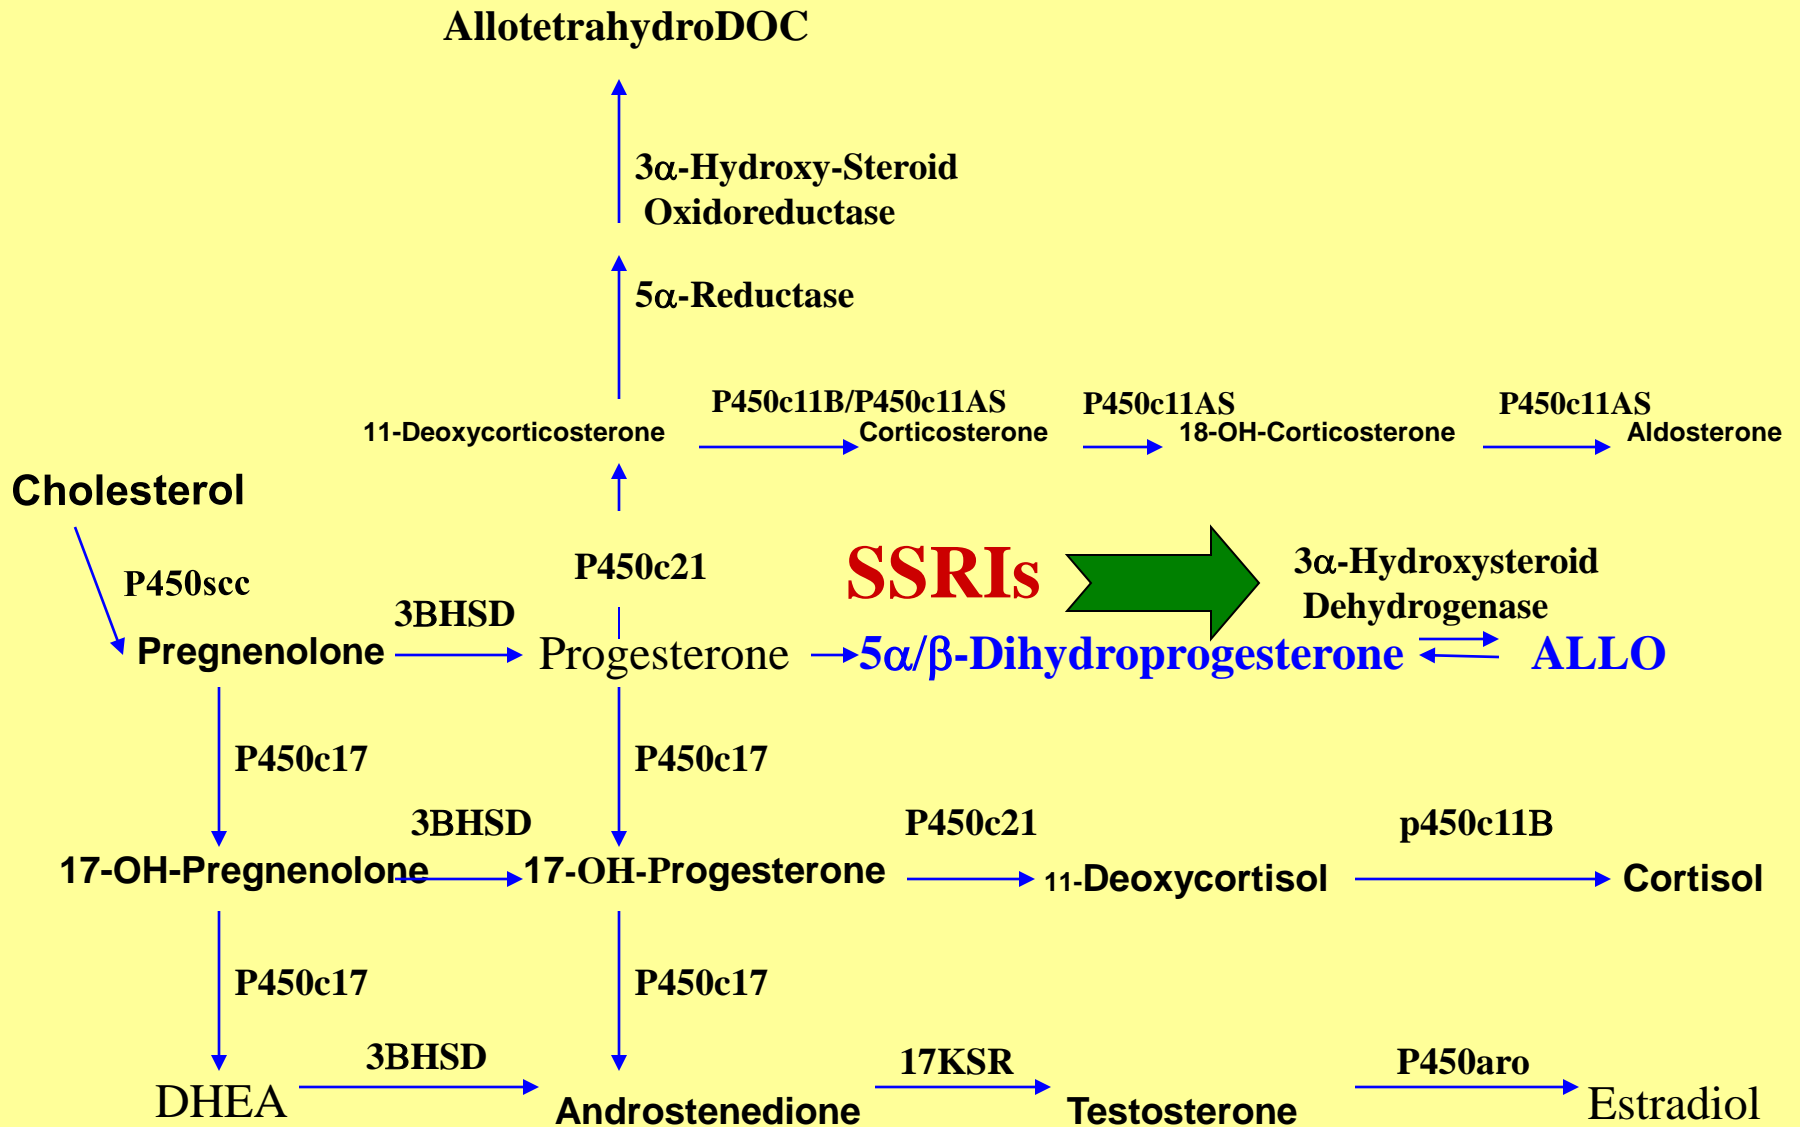 AllotetrahydroDOC
3α-Hydroxy-Steroid
Oxidoreductase
5α-Reductase
P450c11B/P450c11AS
P450c11AS
P450c11AS
11-Deoxycorticosterone
Corticosterone
18-OH-Corticosterone
Aldosterone
Cholesterol
P450scc
P450c21
SSRIs
3α-Hydroxysteroid
Dehydrogenase
3BHSD
Pregnenolone
Progesterone
5α/β-Dihydroprogesterone
ALLO
P450c17
P450c17
3BHSD
P450c21
p450c11B
17-OH-Pregnenolone
17-OH-Progesterone
11-Deoxycortisol
Cortisol
P450c17
P450c17
3BHSD
17KSR
P450aro
DHEA
Androstenedione
Testosterone
Estradiol